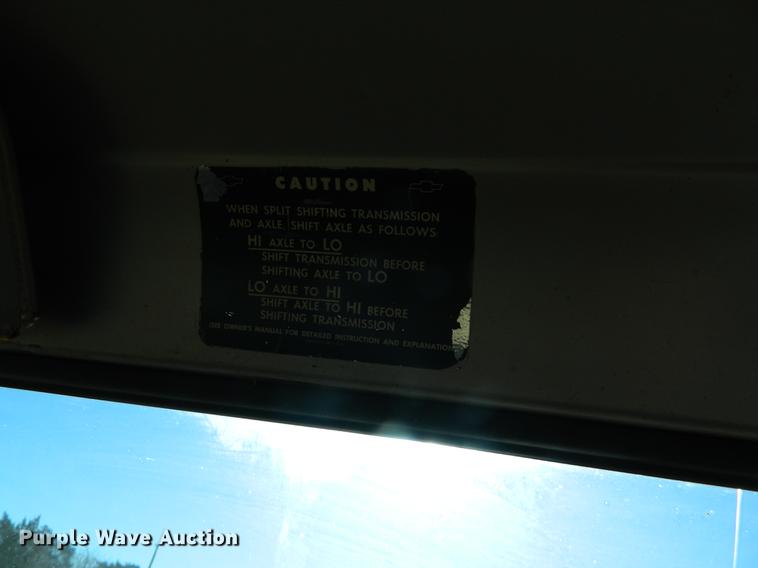 CAUTION
WHEN SPLIT SHIFTING TRANSMISSION
AND AXLE, SHIFT AXLE AS FOLLOWS
HI AXLE TO LO
SHIFT TRANSMISSION BEFORE
SHIFTING AXLE TO LO
LO AXLE TO HI
SHIFT AXLE TO HI BEFORE
SHIFTING TRANSMISSION.
(SEE OWNER'S MANUAL FOR DETAILED INSTRUCTION AND EXPLANATION
Purple Wave Auction